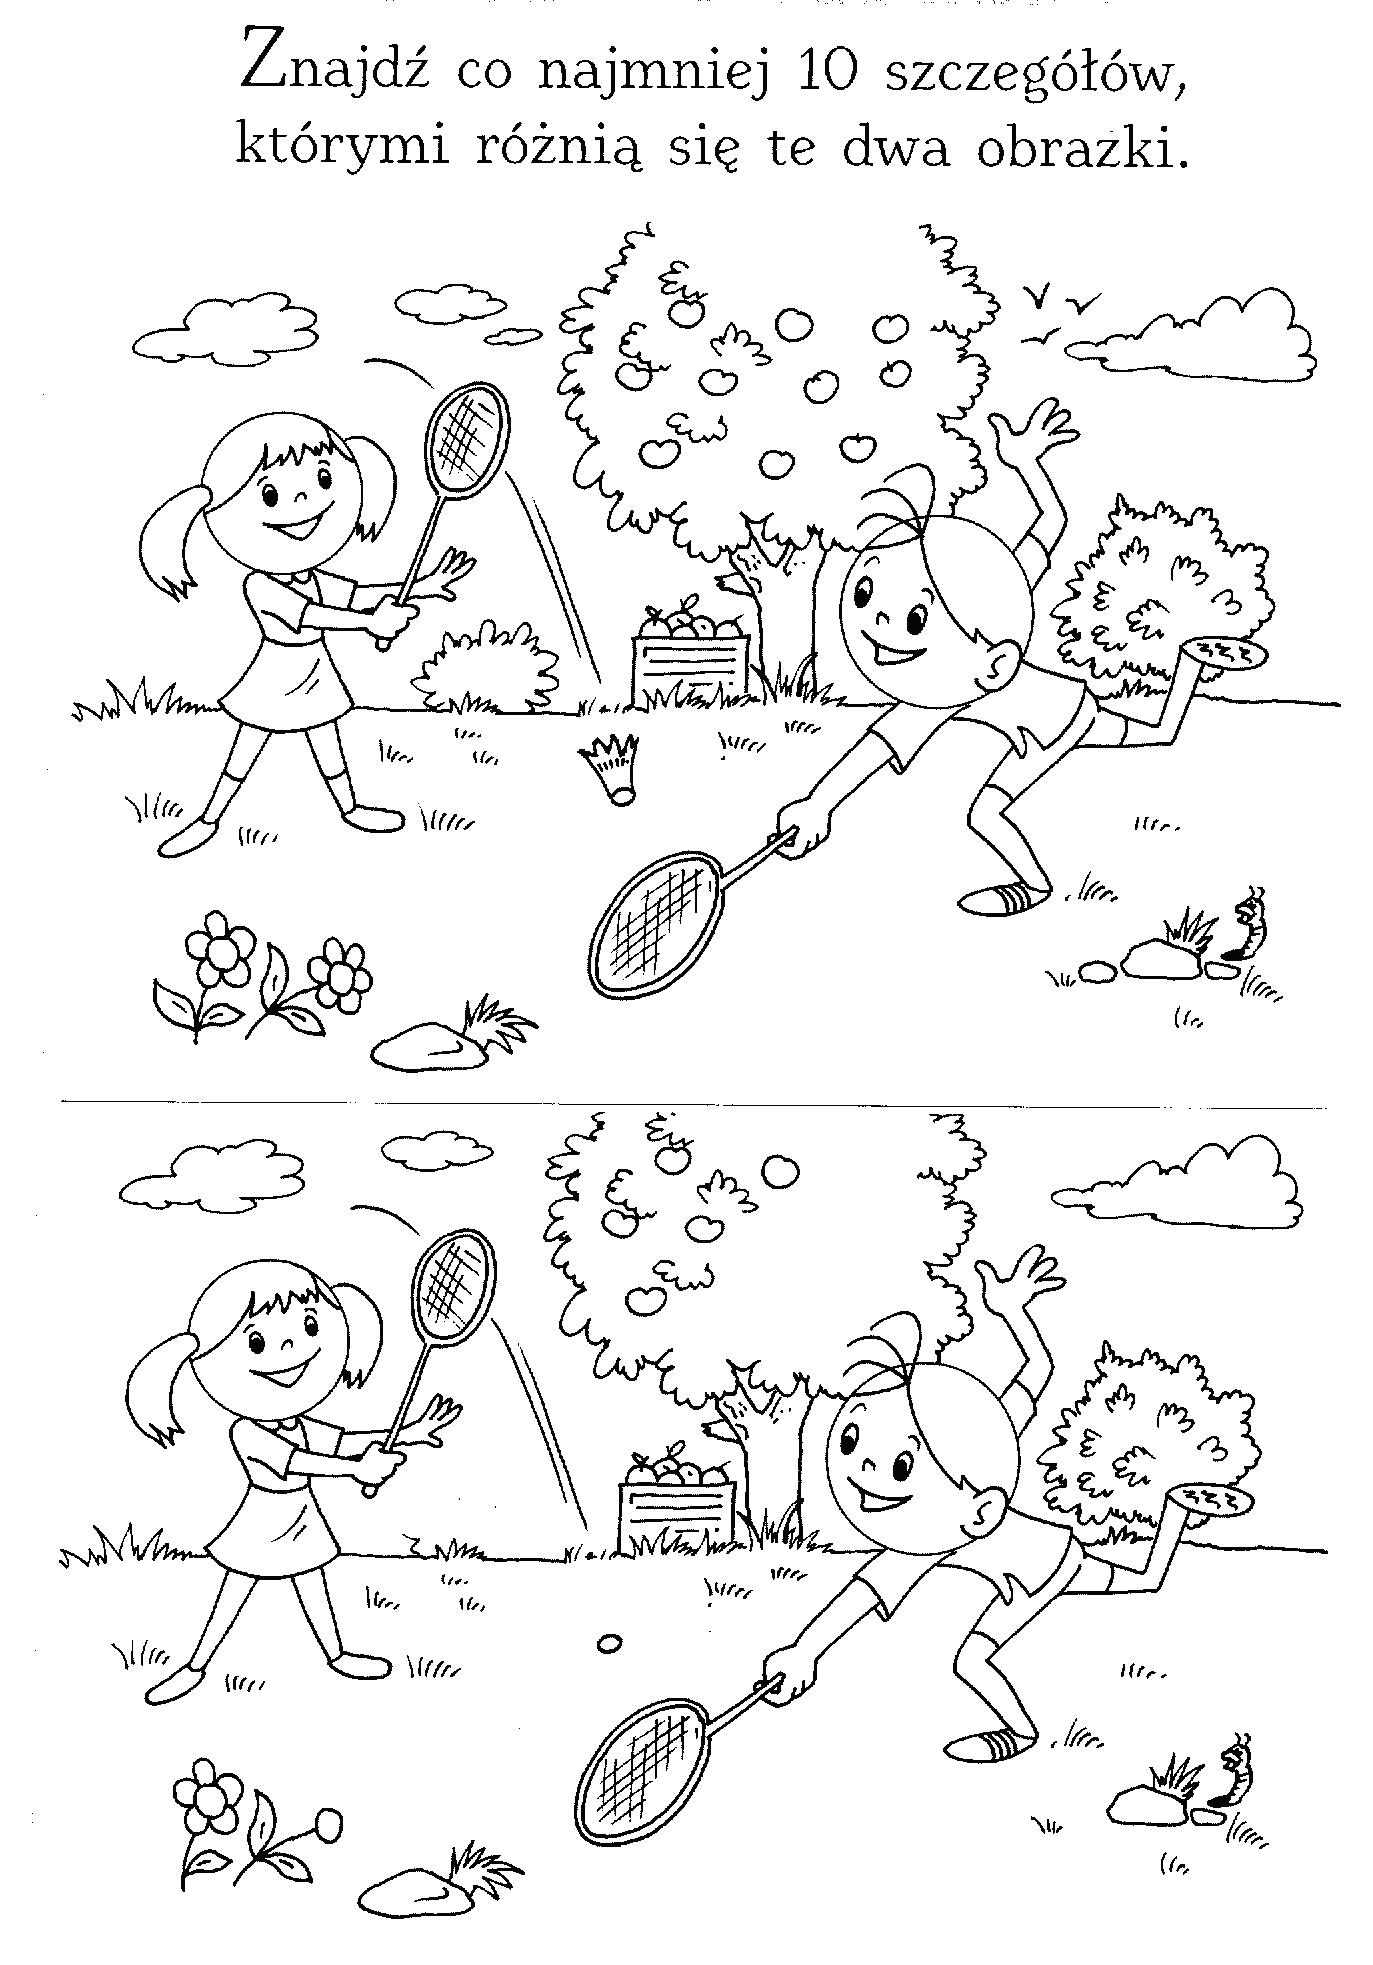 Znajdź co najmniej 10 szczegółów,
którymi różnią się te dwa obrazki.